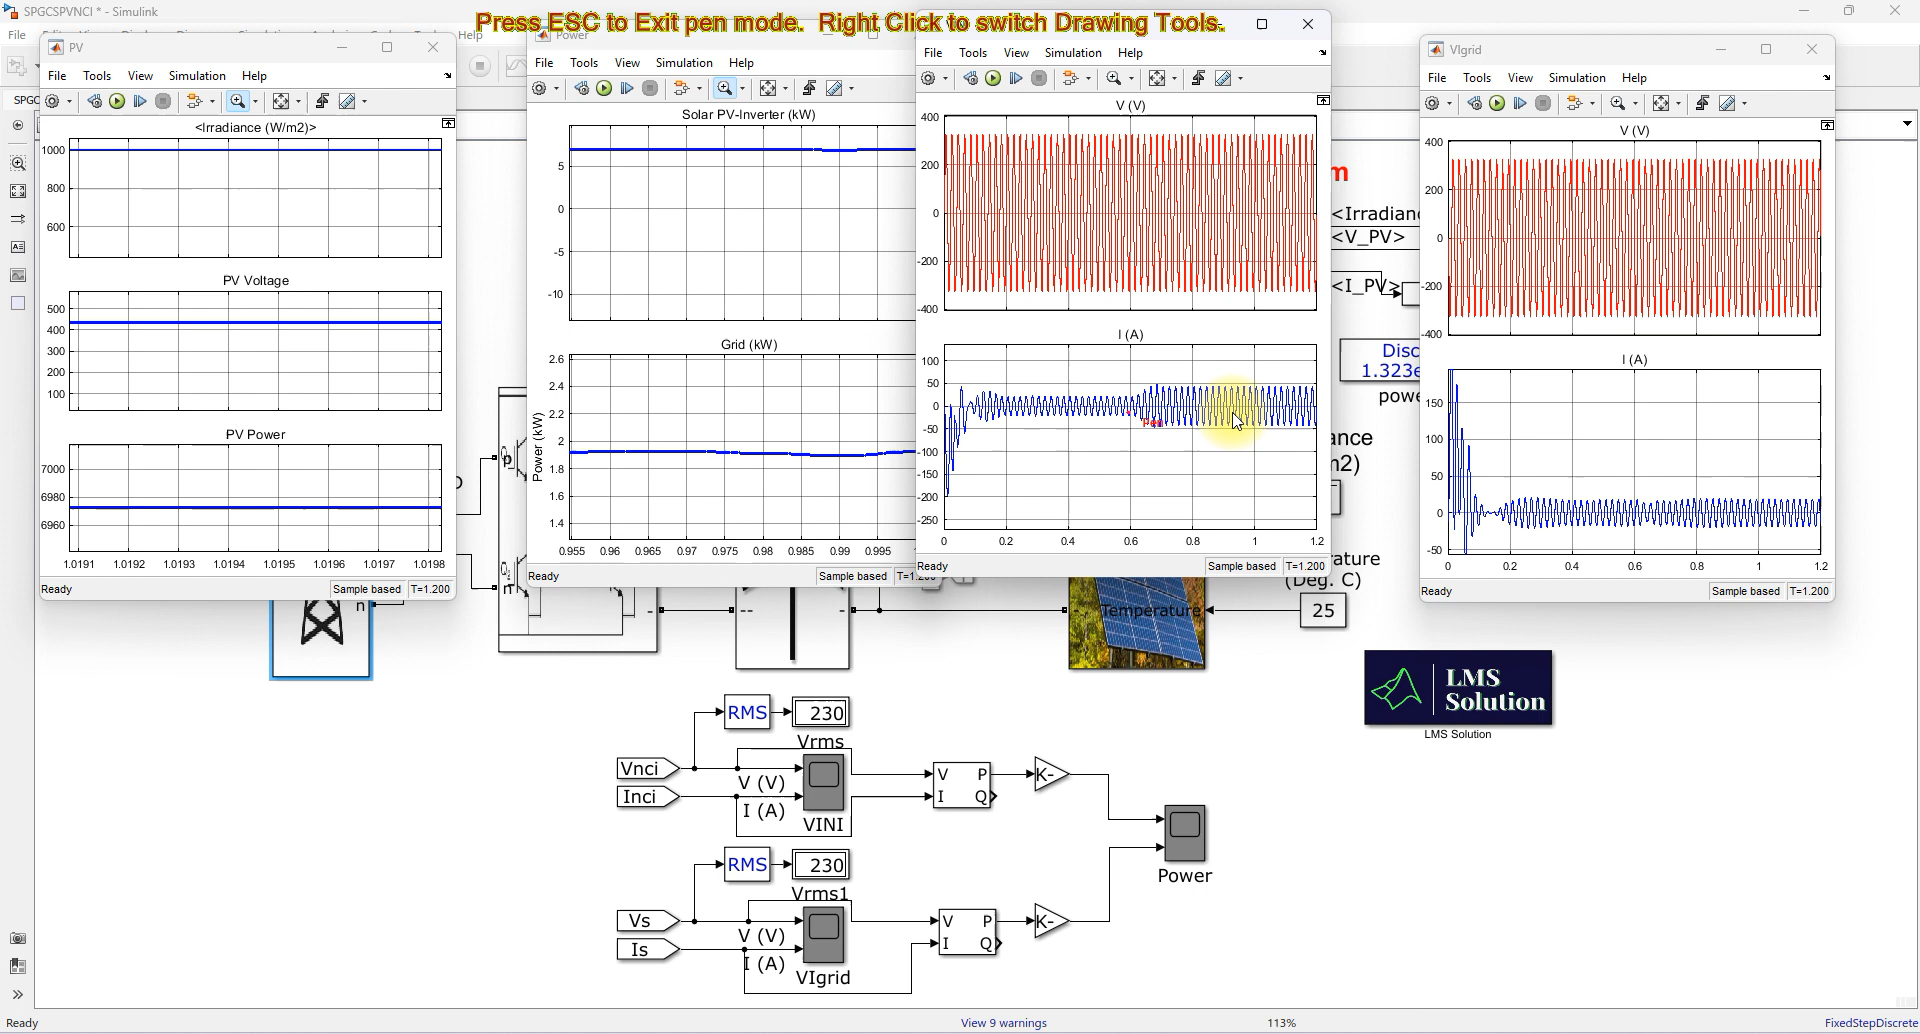 SPGCSPVNCI * - Simulink
Press ESC to Exit pen mode.  Right Click to switch Drawing Tools.
File
Help
SPGC
PV
File Tools View Simulation Help
<Irradiance (W/m2)>
1000
800
600
PV Voltage
500
400
300
200
100
PV Power
7000
6980
6960
1.0191 1.0192 1.0193 1.0194 1.0195 1.0196 1.0197 1.0198
Ready
Sample based T=1.200
Power
File Tools View Simulation Help
Solar PV-Inverter (kW)
5
0
-5
-10
Grid (kW)
Power (kW)
2.6
2.4
2.2
2
1.8
1.6
1.4
0.955 0.96 0.965 0.97 0.975 0.98 0.985 0.99 0.995
Ready
Sample based
File Tools View Simulation Help
V (V)
400
200
0
-200
-400
I (A)
100
50
0
-50
-100
-150
-200
-250
Pen
0 0.2 0.4 0.6 0.8 1 1.2
Ready
Sample based T=1.200
VIgrid
File Tools View Simulation Help
V (V)
400
200
0
-200
-400
I (A)
150
100
50
0
-50
0 0.2 0.4 0.6 0.8 1 1.2
Ready
Sample based T=1.200
m
<Irradian
<V_PV>
<I_PV>
Disc
1.323e
powe
ance
m2)
rature
(Deg. C)
25
Temperature
p
n
n
LMS
Solution
LMS Solution
RMS
230
Vrms
Vnci
V (V)
Inci
I (A)
VINI
V P
I Q
K-
RMS
230
Vrms1
Vs
V (V)
Is
I (A)
VIgrid
V P
I Q
K-
Power
Ready
View 9 warnings
113%
FixedStepDiscrete